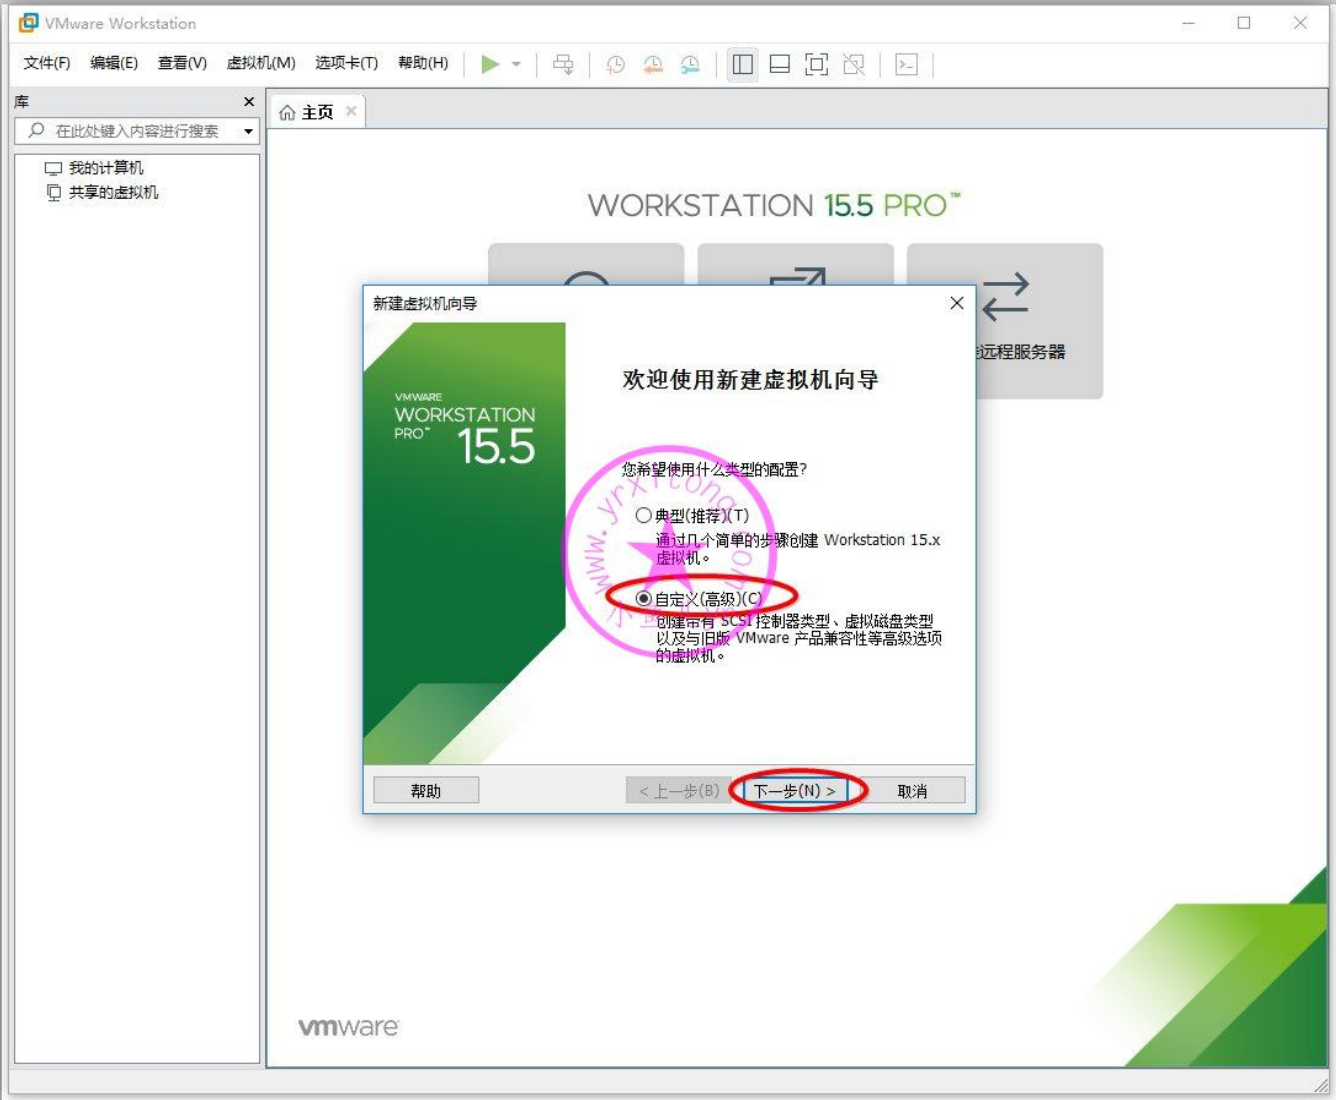 VMware Workstation
文件(F) 编辑(E) 查看(V) 虚拟机(M) 选项卡(T) 帮助(H)
库
主页
在此处键入内容进行搜索
我的计算机
共享的虚拟机
WORKSTATION 15.5 PRO™
远程服务器
新建虚拟机向导
VMWARE
WORKSTATION
PRO™ 15.5
欢迎使用新建虚拟机向导
您希望使用什么类型的配置?
典型(推荐)(T)
通过几个简单的步骤创建 Workstation 15.x
虚拟机。
自定义(高级)(C)
创建带有 SCSI 控制器类型、虚拟磁盘类型
以及与旧版 VMware 产品兼容性等高级选项
的虚拟机。
www.yrxitong.com
帮助
< 上一步(B)
下一步(N) >
取消
vmware